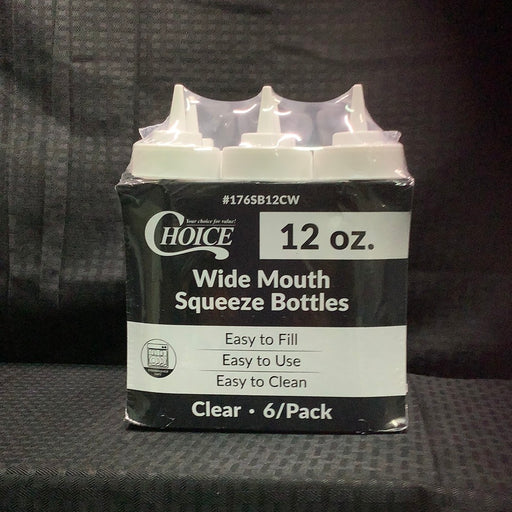 #176SB12CW
Your choice for value!
CHOICE
12 oz.
Wide Mouth
Squeeze Bottles
Easy to Fill
Easy to Use
Easy to Clean
Clear • 6/Pack